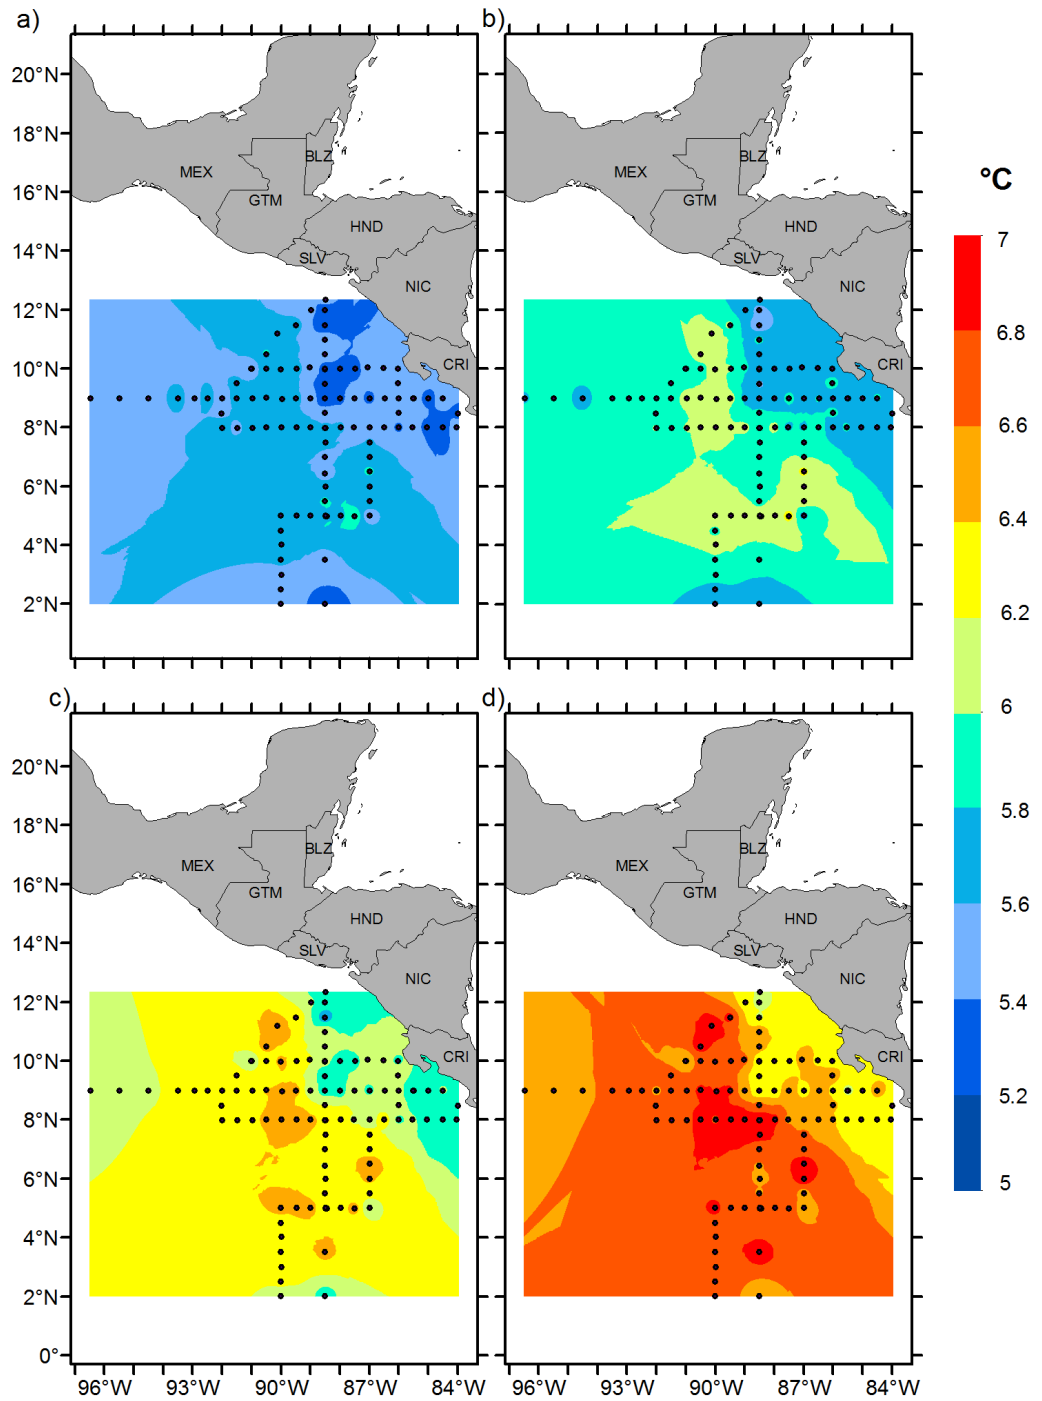 a)
b)
20°N
18°N
16°N
14°N
12°N
10°N
8°N
6°N
4°N
2°N
MEX
BLZ
GTM
HND
SLV
NIC
CRI
MEX
BLZ
GTM
HND
SLV
NIC
CRI
°C
7
6.8
6.6
6.4
6.2
6
5.8
5.6
5.4
5.2
5
c)
d)
20°N
18°N
16°N
14°N
12°N
10°N
8°N
6°N
4°N
2°N
0°
MEX
BLZ
GTM
HND
SLV
NIC
CRI
MEX
BLZ
GTM
HND
SLV
NIC
CRI
96°W 93°W 90°W 87°W 84°W
96°W 93°W 90°W 87°W 84°W